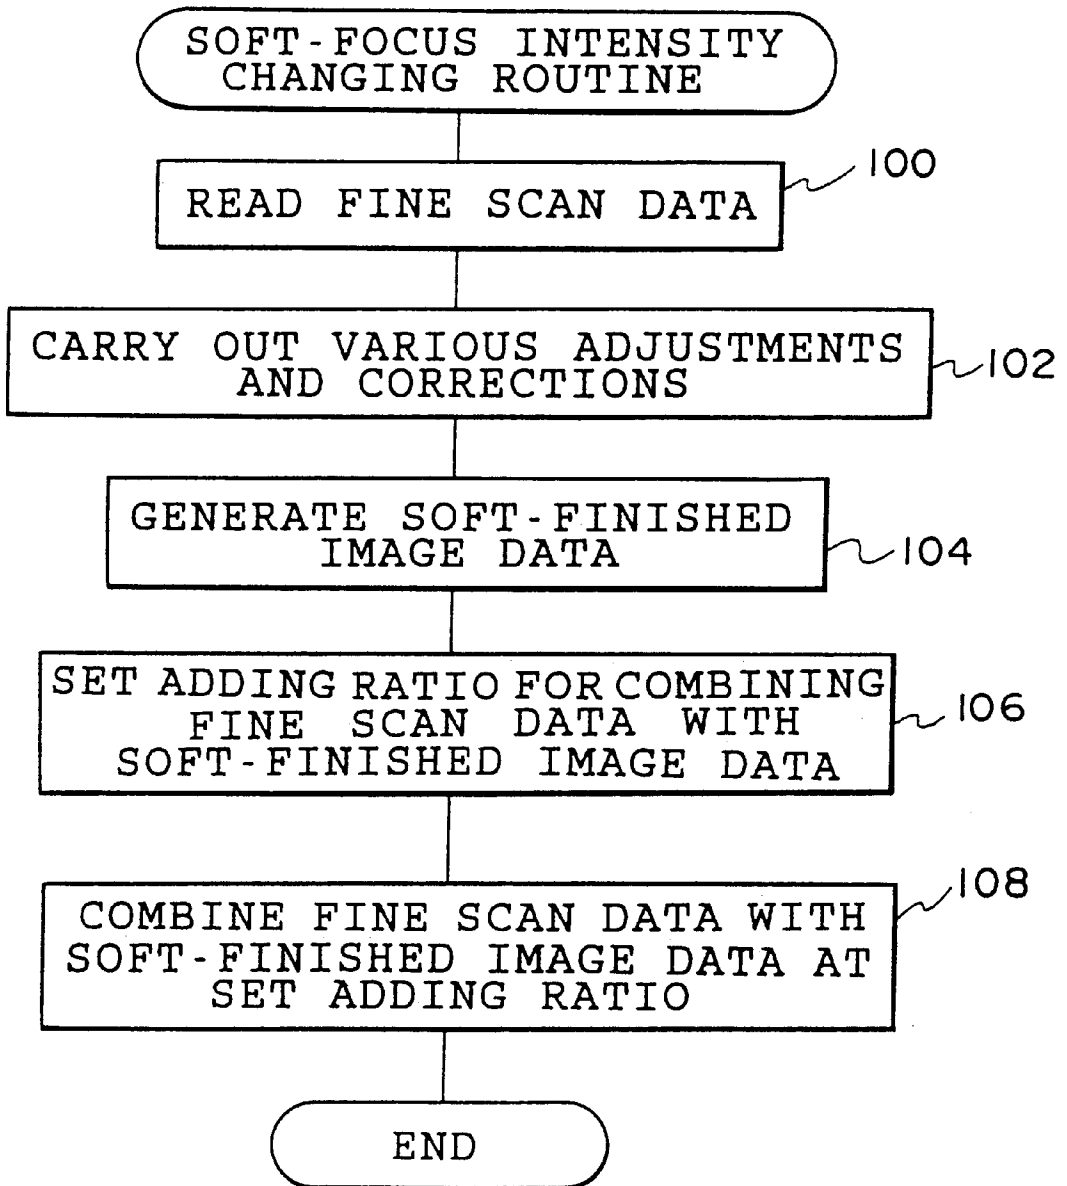 SOFT-FOCUS INTENSITY
CHANGING ROUTINE
100
READ FINE SCAN DATA
CARRY OUT VARIOUS ADJUSTMENTS
AND CORRECTIONS
102
GENERATE SOFT-FINISHED
IMAGE DATA
104
SET ADDING RATIO FOR COMBINING
FINE SCAN DATA WITH
SOFT-FINISHED IMAGE DATA
106
108
COMBINE FINE SCAN DATA WITH
SOFT-FINISHED IMAGE DATA AT
SET ADDING RATIO
END